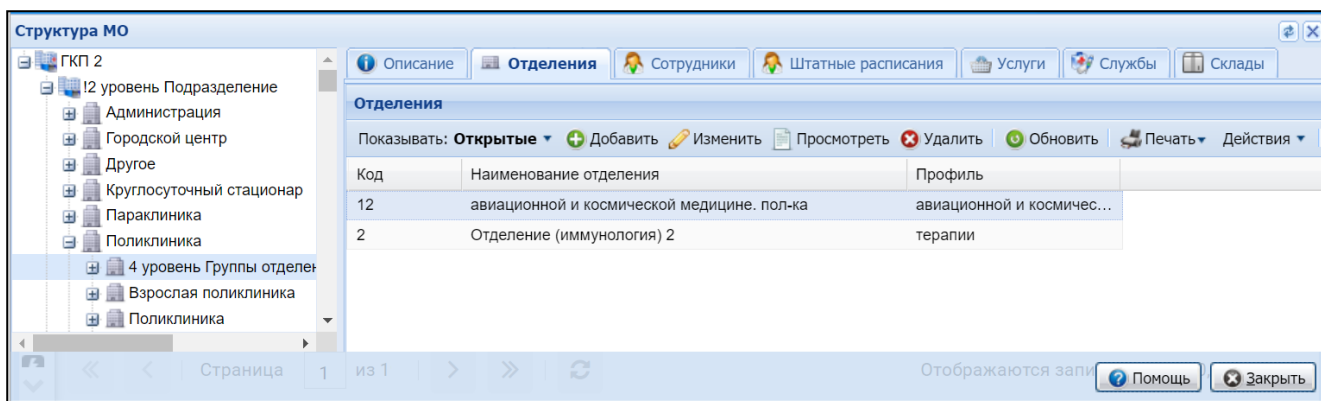 Структура МО
ГКП 2
!2 уровень Подразделение
Администрация
Городской центр
Другое
Круглосуточный стационар
Параклиника
Поликлиника
4 уровень Группы отделен
Взрослая поликлиника
Поликлиника
Описание Отделения Сотрудники Штатные расписания Услуги Службы Склады
Отделения
Показывать: Открытые Добавить Изменить Просмотреть Удалить Обновить Печать Действия
Код Наименование отделения Профиль
12 авиационной и космической медицине. пол-ка авиационной и космичес...
2 Отделение (иммунология) 2 терапии
Страница 1 из 1 Отображаются запи
Помощь Закрыть